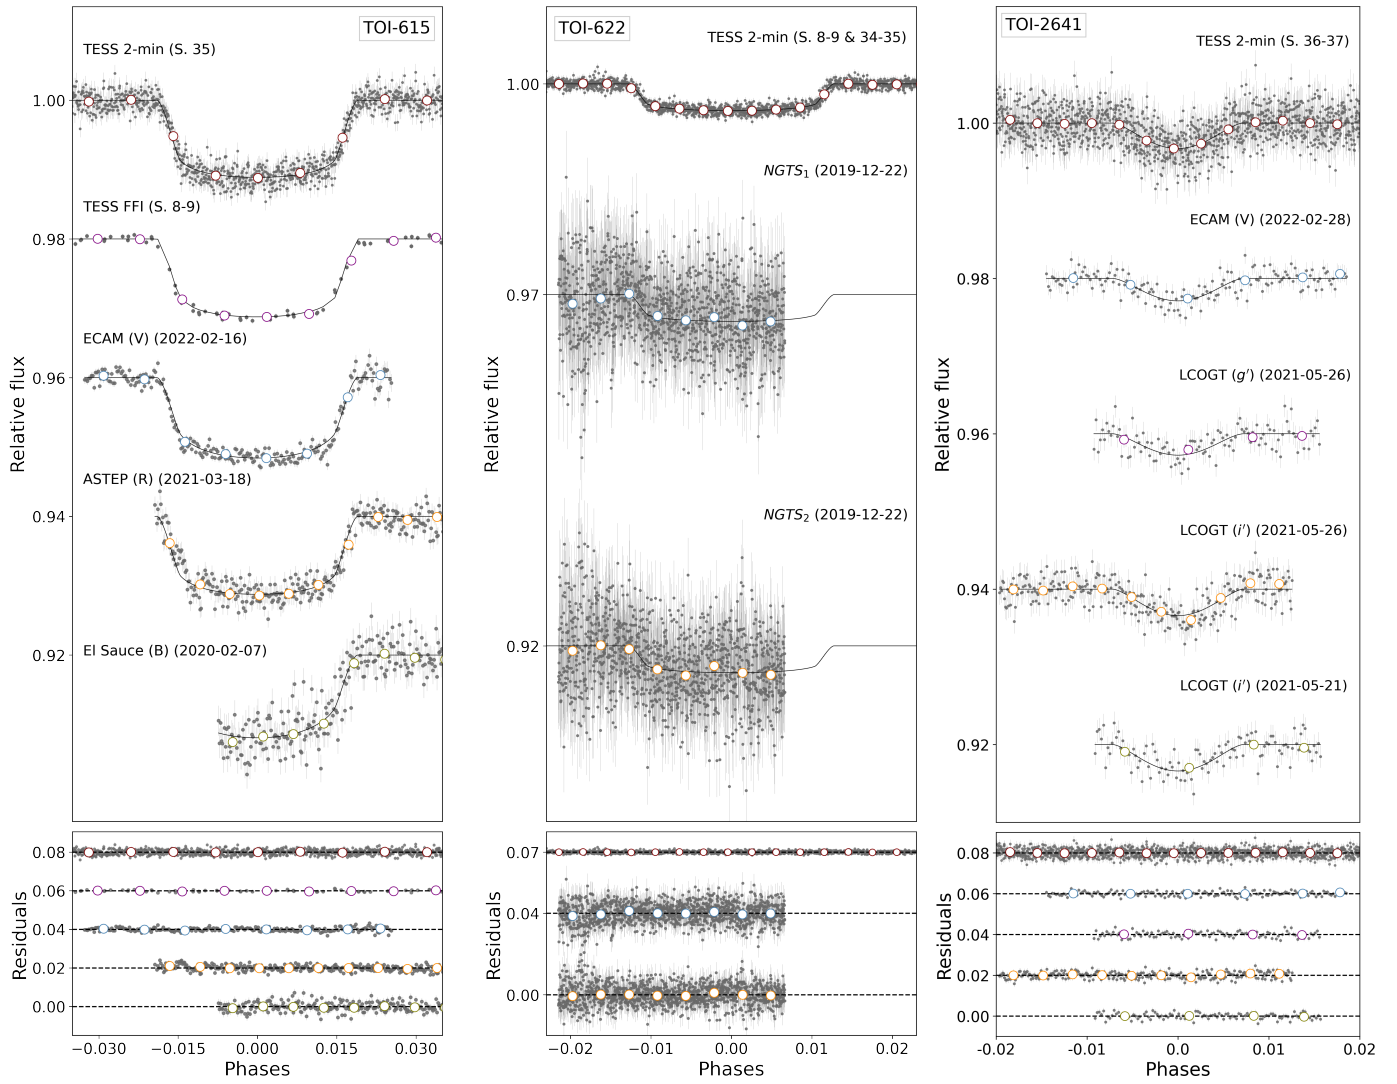 TOI-615
TESS 2-min (S. 35)
1.00
TESS FFI (S. 8-9)
0.98
ECAM (V) (2022-02-16)
0.96
ASTEP (R) (2021-03-18)
0.94
El Sauce (B) (2020-02-07)
0.92
Relative flux
0.08
0.06
0.04
0.02
0.00
Residuals
−0.030 −0.015 0.000 0.015 0.030
Phases
TOI-622
TESS 2-min (S. 8-9 & 34-35)
1.00
NGTS₁ (2019-12-22)
0.97
NGTS₂ (2019-12-22)
0.92
Relative flux
0.07
0.04
0.00
Residuals
−0.02 −0.01 0.00 0.01 0.02
Phases
TOI-2641
TESS 2-min (S. 36-37)
1.00
ECAM (V) (2022-02-28)
0.98
LCOGT (g′) (2021-05-26)
0.96
LCOGT (i′) (2021-05-26)
0.94
LCOGT (i′) (2021-05-21)
0.92
Relative flux
0.08
0.06
0.04
0.02
0.00
Residuals
−0.02 −0.01 0.0 0.01 0.02
Phases